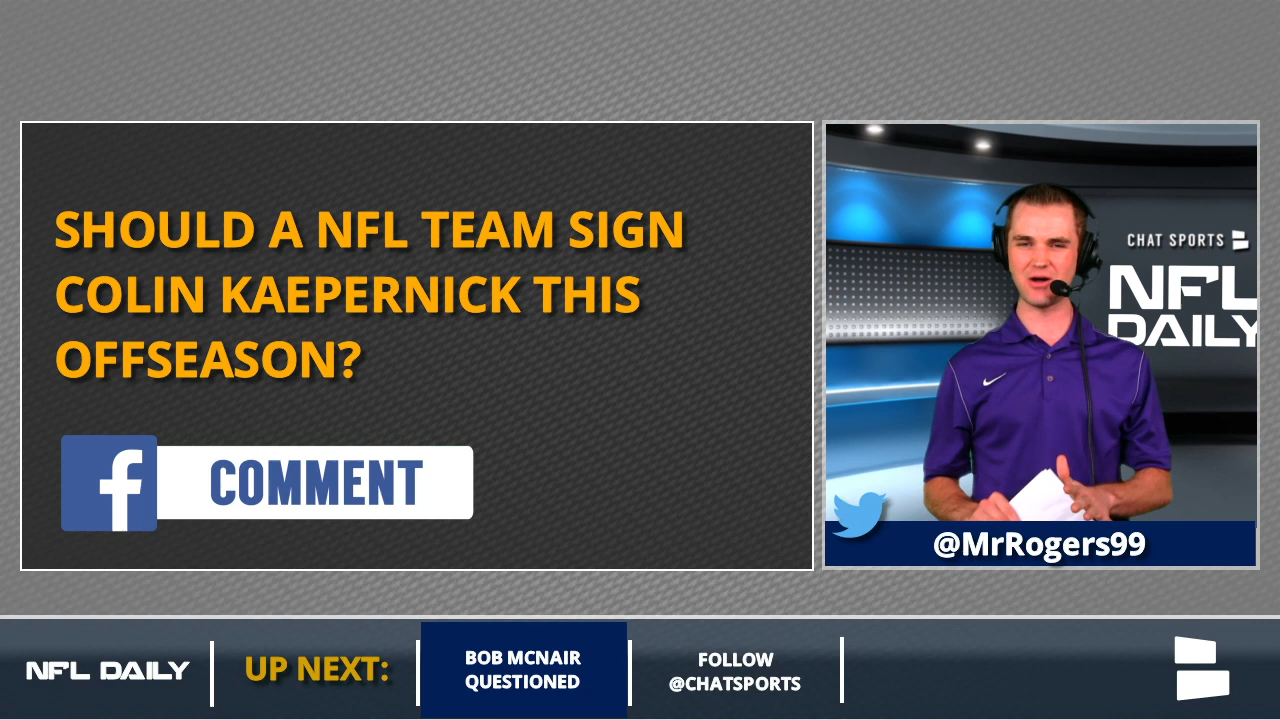 SHOULD A NFL TEAM SIGN
COLIN KAEPERNICK THIS
OFFSEASON?
f COMMENT
CHAT SPORTS
NFL
DAILY
@MrRogers99
NFL DAILY
UP NEXT:
BOB MCNAIR
QUESTIONED
FOLLOW
@CHATSPORTS